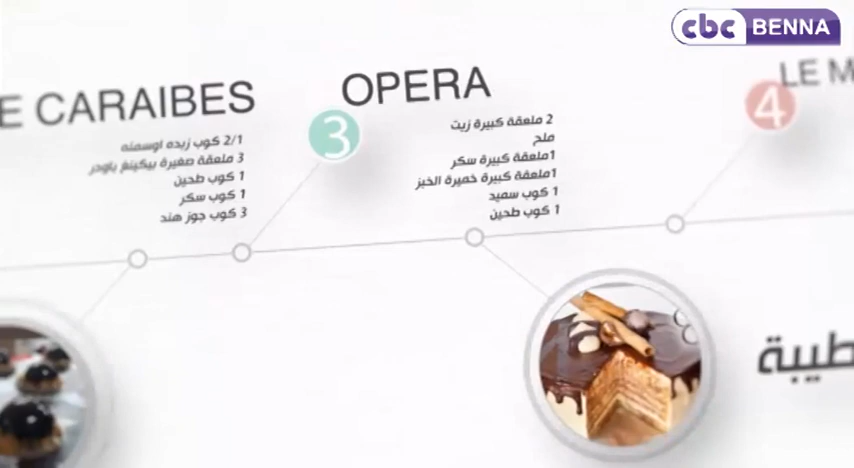 cbc BENNA
E CARAIBES
1/2 كوب زبده اوسمنه
3 ملعقة صغيرة بيكينغ باودر
1 كوب طحين
1 كوب سكر
3 كوب جوز هند
3
OPERA
2 ملعقة كبيرة زيت
ملح
1ملعقة كبيرة سكر
1ملعقة كبيرة خميرة الخبز
1 كوب سميد
1 كوب طحين
4
LE M
طيبة